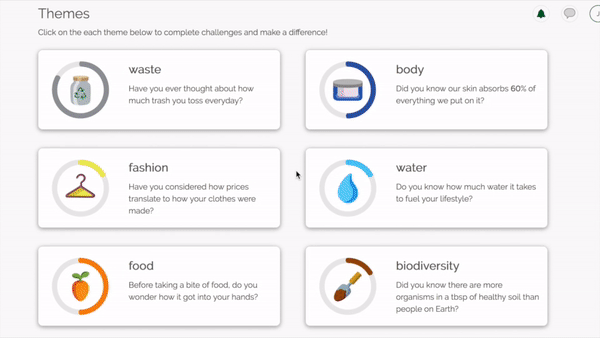 Themes
Click on the each theme below to complete challenges and make a difference!
waste
Have you ever thought about how
much trash you toss everyday?
body
Did you know our skin absorbs 60% of
everything we put on it?
fashion
Have you considered how prices
translate to how your clothes were
made?
water
Do you know how much water it takes
to fuel your lifestyle?
food
Before taking a bite of food, do you
wonder how it got into your hands?
biodiversity
Did you know there are more
organisms in a tbsp of healthy soil than
people on Earth?